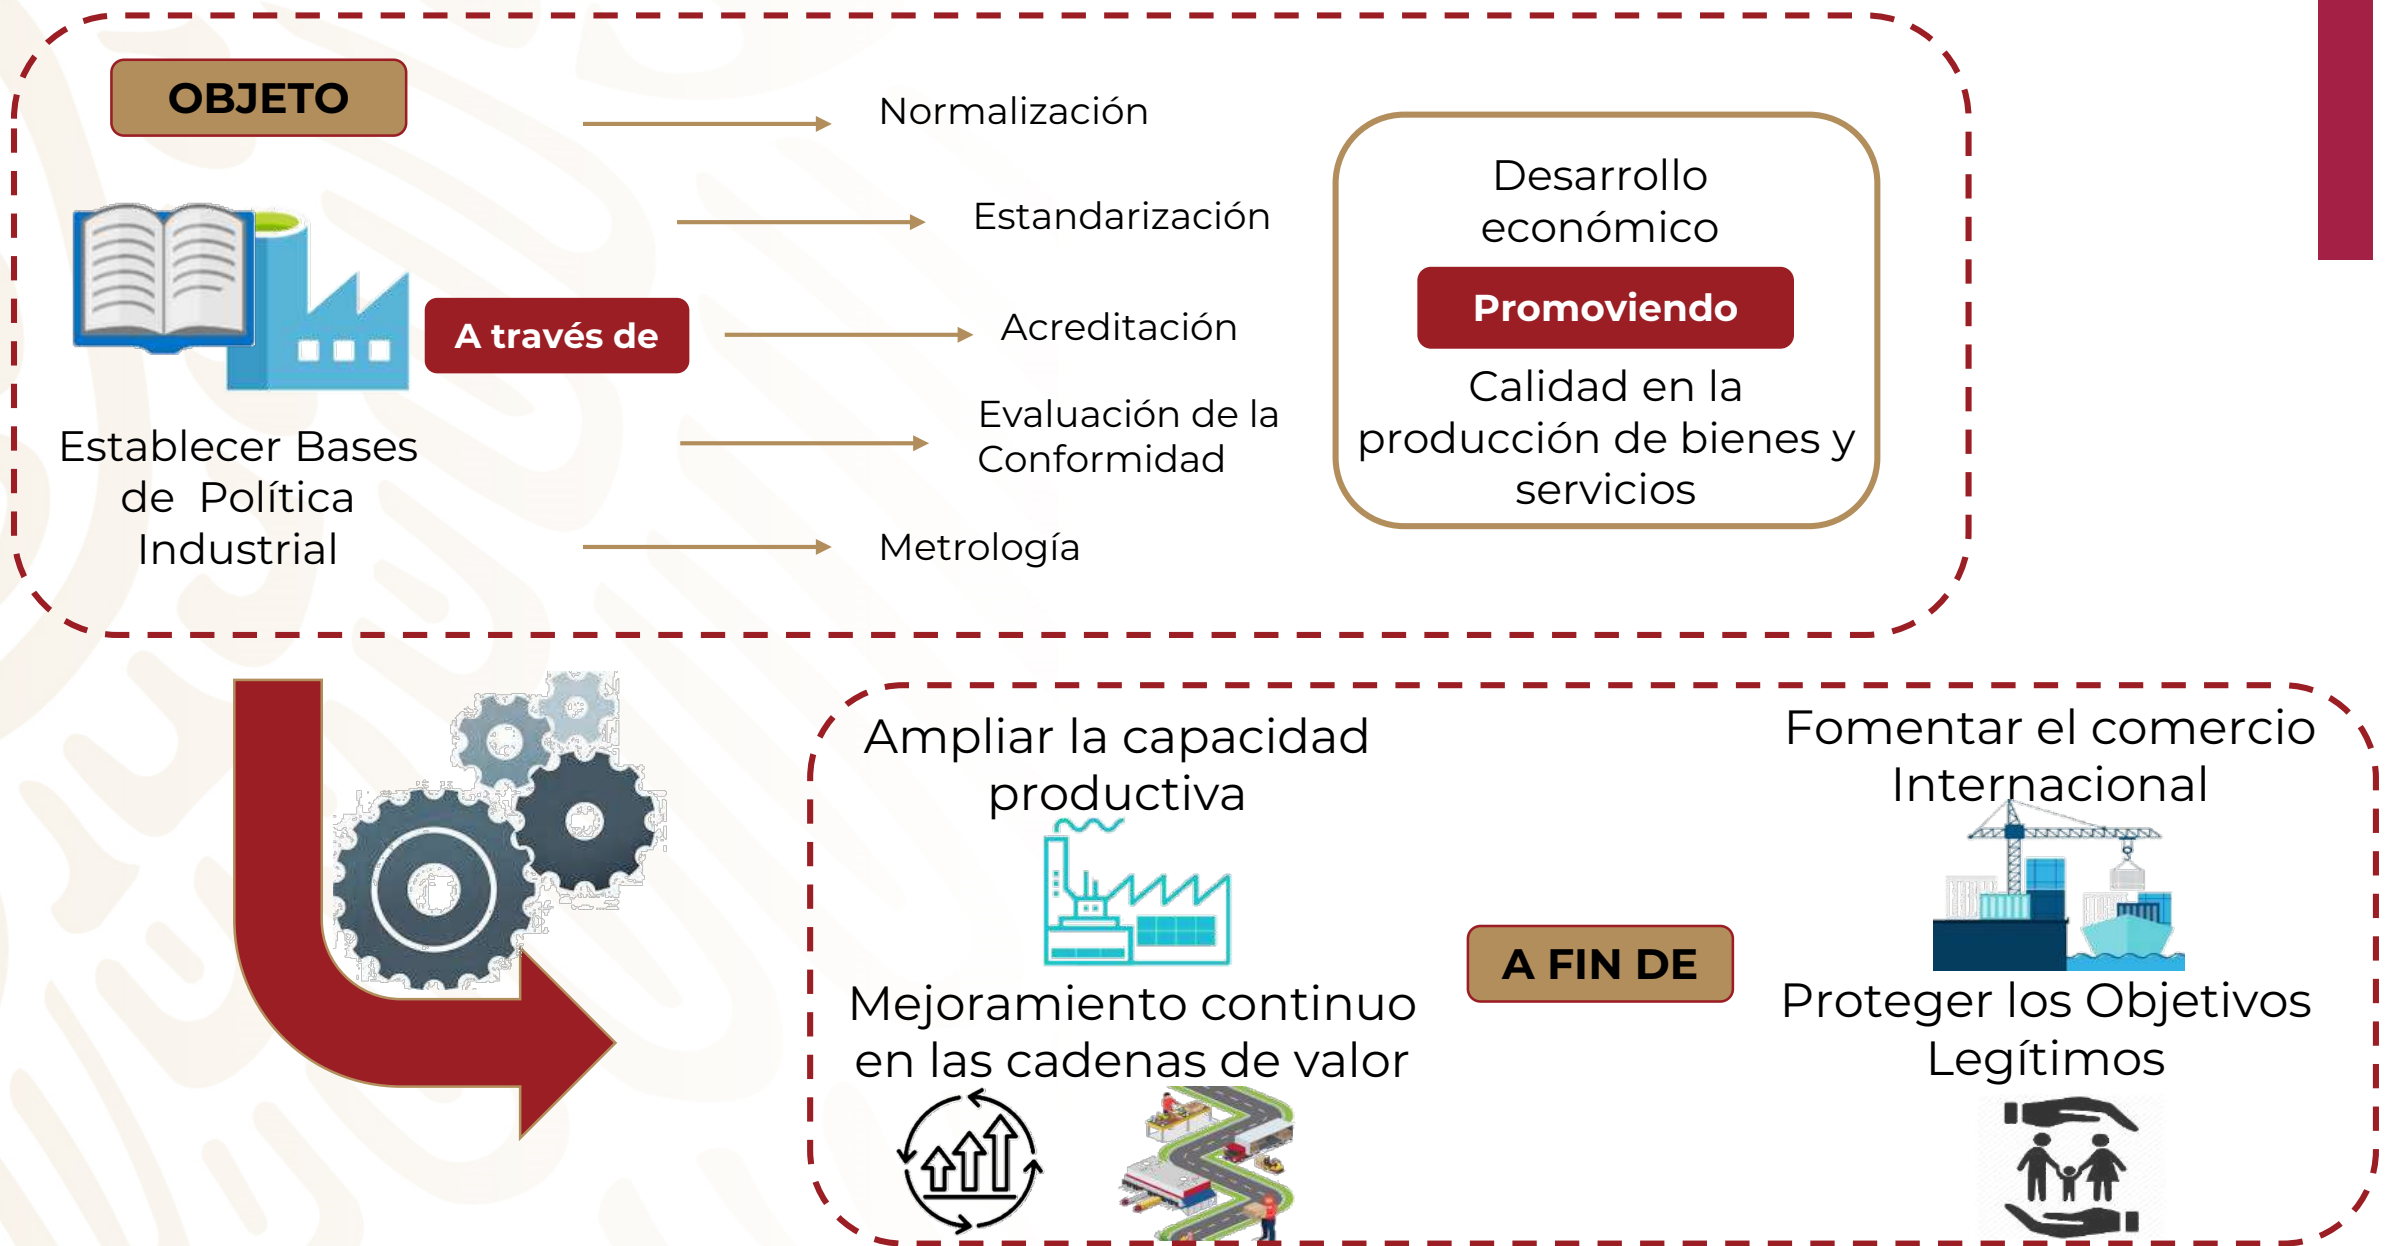 OBJETO
Establecer Bases
de Política
Industrial
A través de
Normalización
Estandarización
Acreditación
Evaluación de la
Conformidad
Metrología
Desarrollo
económico
Promoviendo
Calidad en la
producción de bienes y
servicios
Ampliar la capacidad
productiva
Mejoramiento continuo
en las cadenas de valor
A FIN DE
Fomentar el comercio
Internacional
Proteger los Objetivos
Legítimos